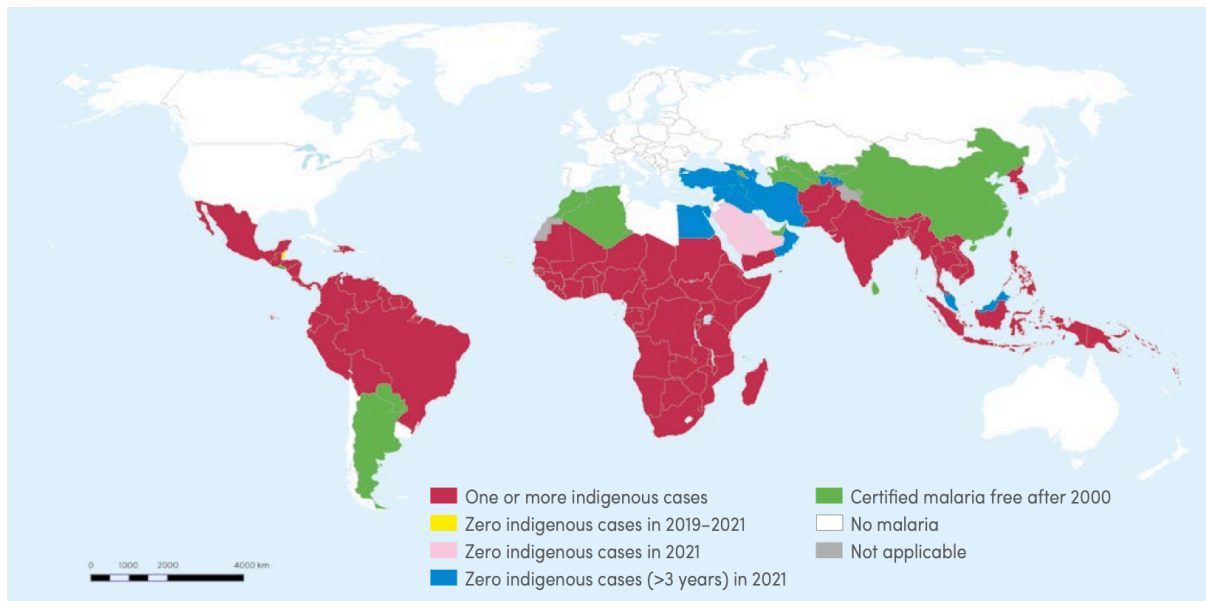 One or more indigenous cases
Zero indigenous cases in 2019–2021
Zero indigenous cases in 2021
Zero indigenous cases (>3 years) in 2021
Certified malaria free after 2000
No malaria
Not applicable
0 1000 2000 4000 km